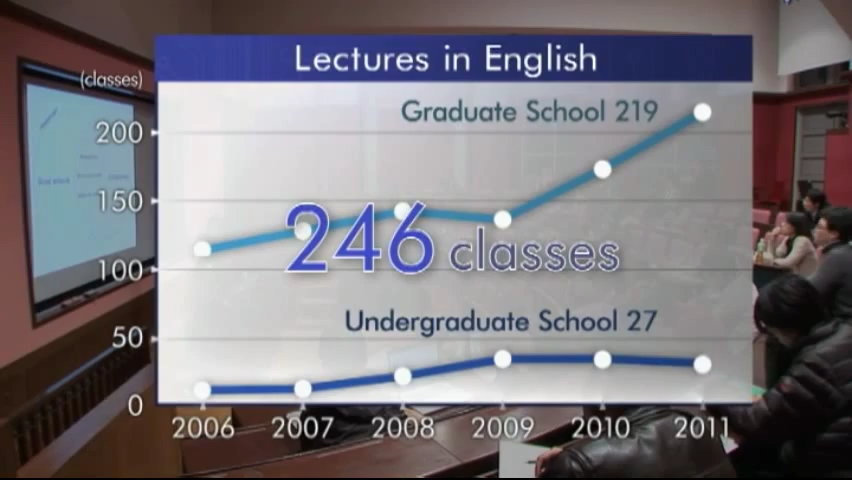 Lectures in English
(classes)
Graduate School 219
200
150
246 classes
100
Undergraduate School 27
50
0
2006 2007 2008 2009 2010 2011